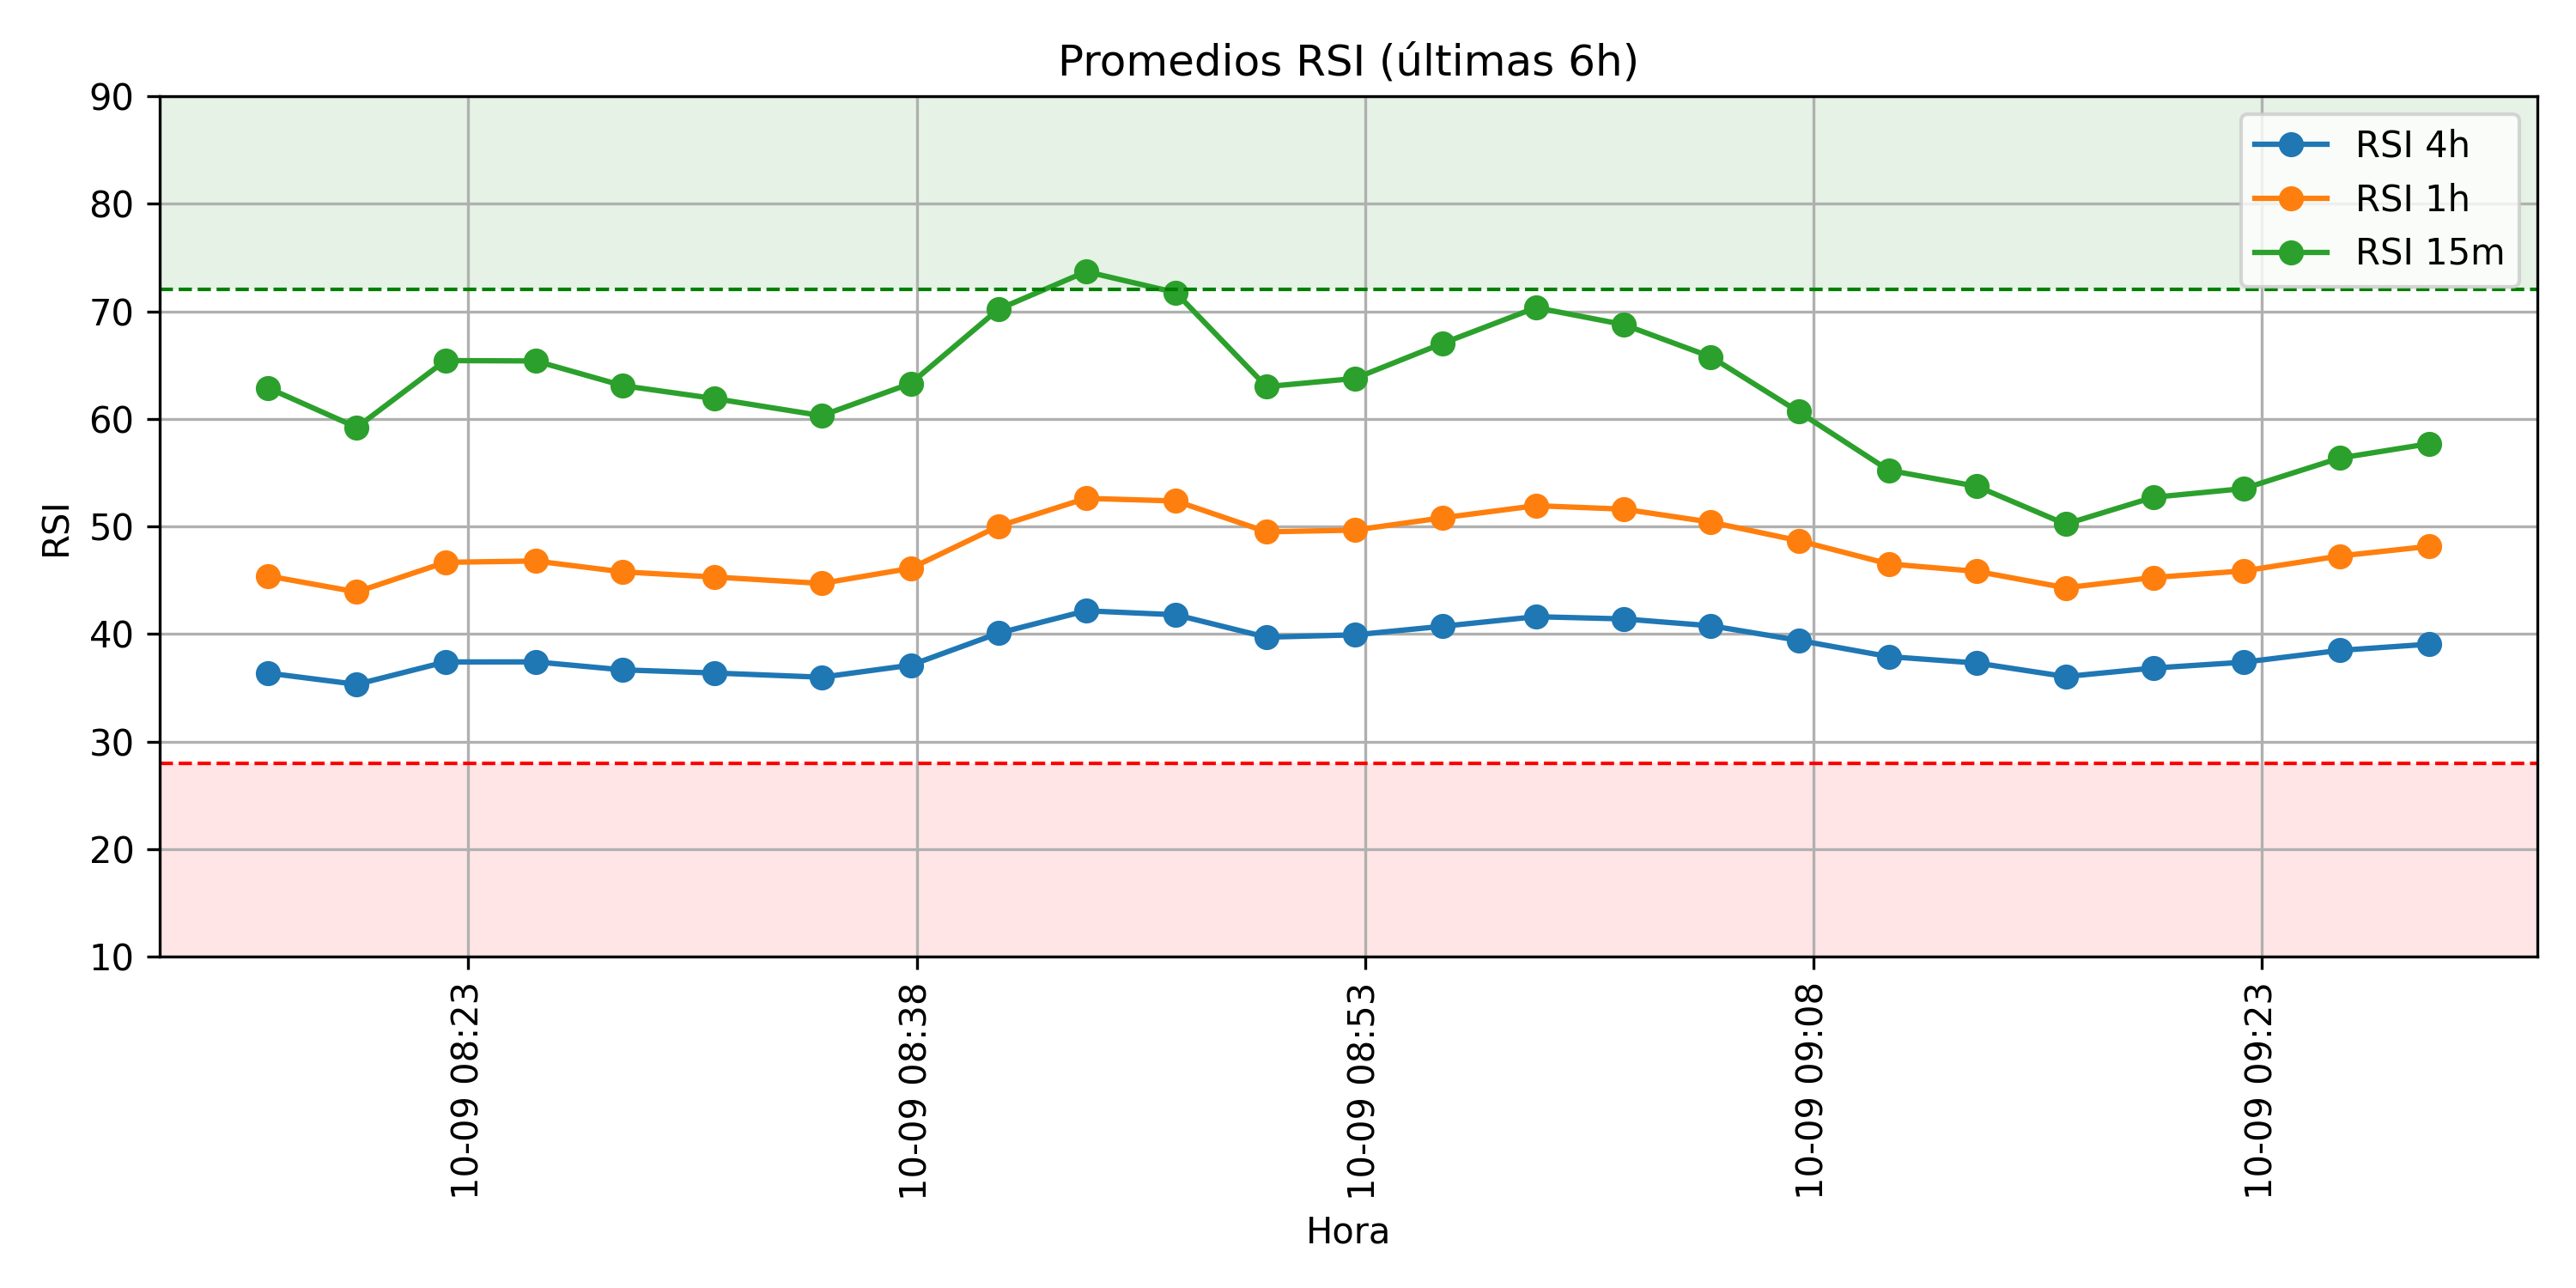 Promedios RSI (últimas 6h)
90
80
70
60
50
40
30
20
10
RSI
RSI 4h
RSI 1h
RSI 15m
10-09 08:23
10-09 08:38
10-09 08:53
10-09 09:08
10-09 09:23
Hora